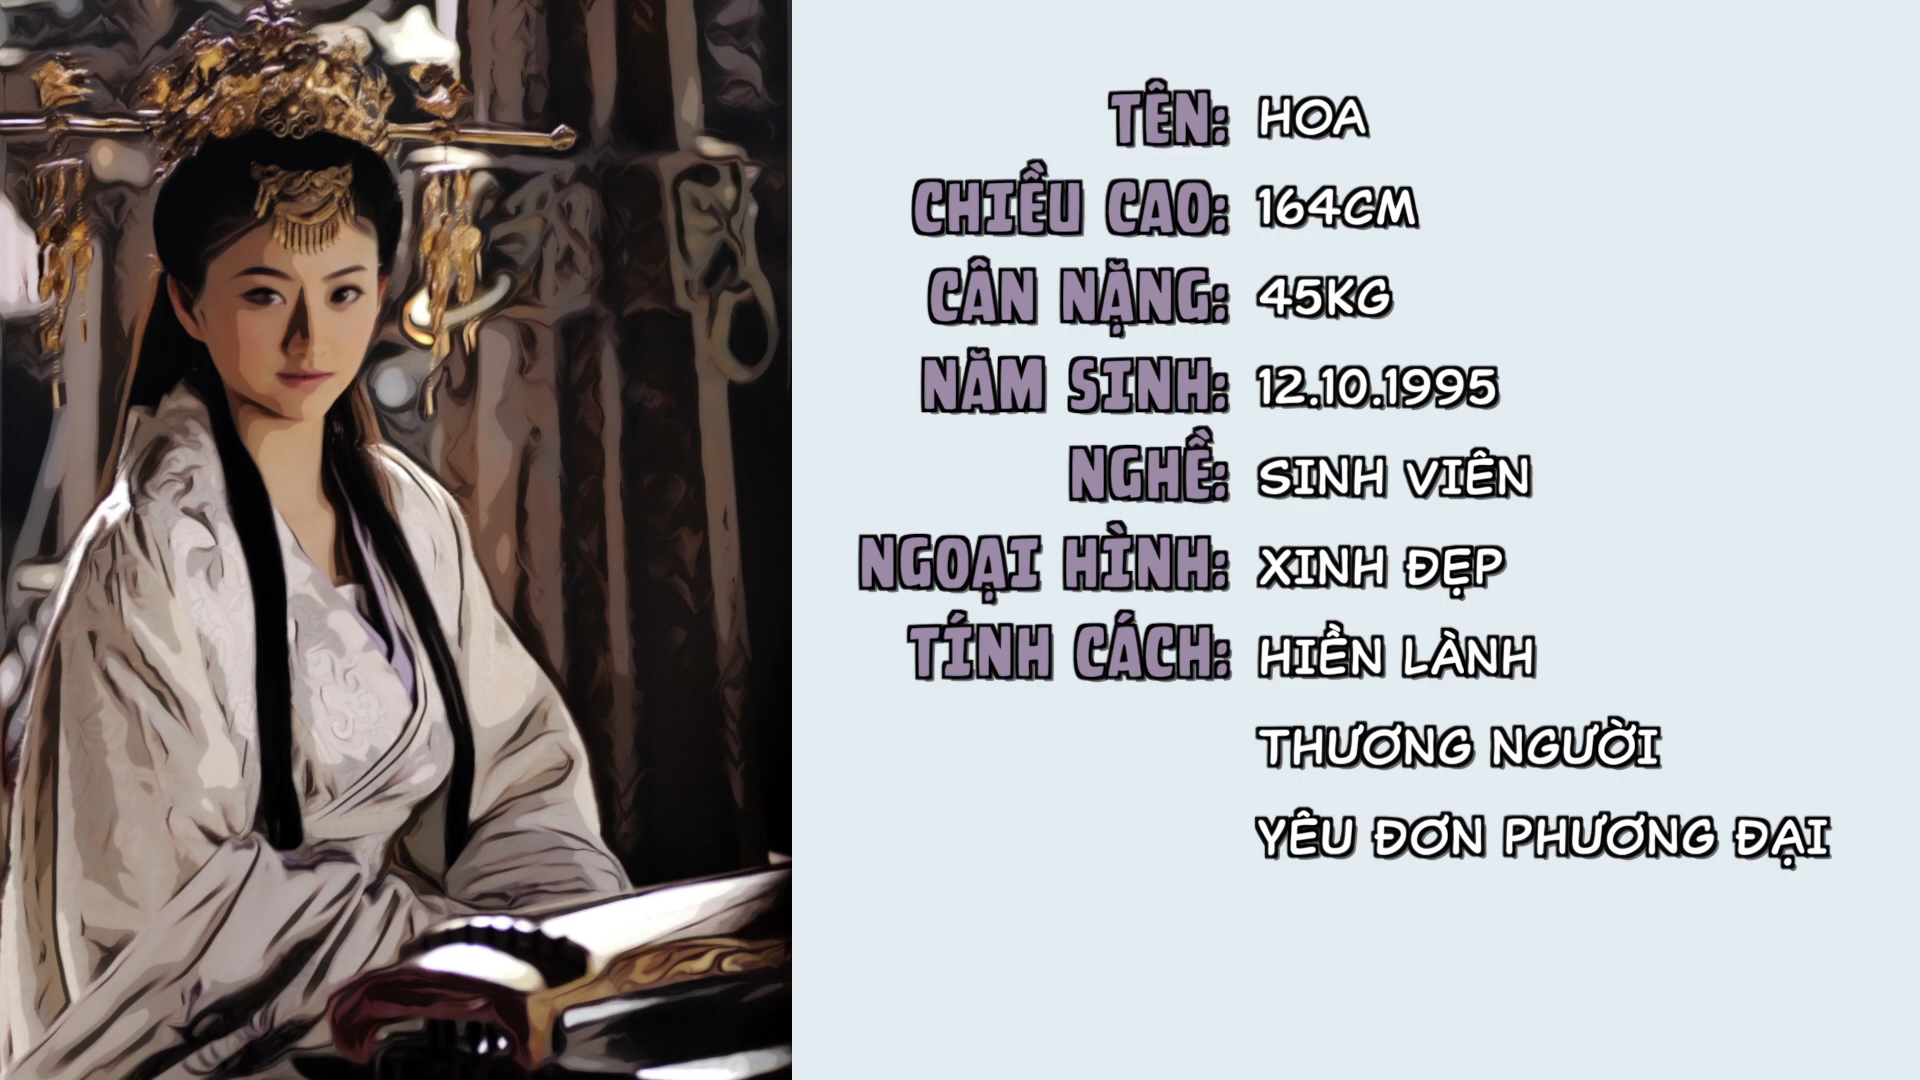 TÊN: HOA
CHIỀU CAO: 164CM
CÂN NẶNG: 45KG
NĂM SINH: 12.10.1995
NGHỀ: SINH VIÊN
NGOẠI HÌNH: XINH ĐẸP
TÍNH CÁCH: HIỀN LÀNH
THƯƠNG NGƯỜI
YÊU ĐƠN PHƯƠNG ĐẠI